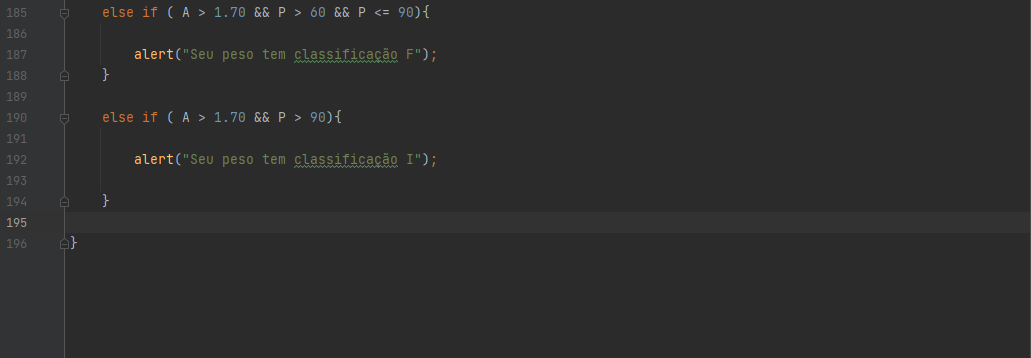 185 else if ( A > 1.70 && P > 60 && P <= 90){
186
187 alert("Seu peso tem classificação F");
188 }
189
190 else if ( A > 1.70 && P > 90){
191
192 alert("Seu peso tem classificação I");
193
194 }
195
196 }